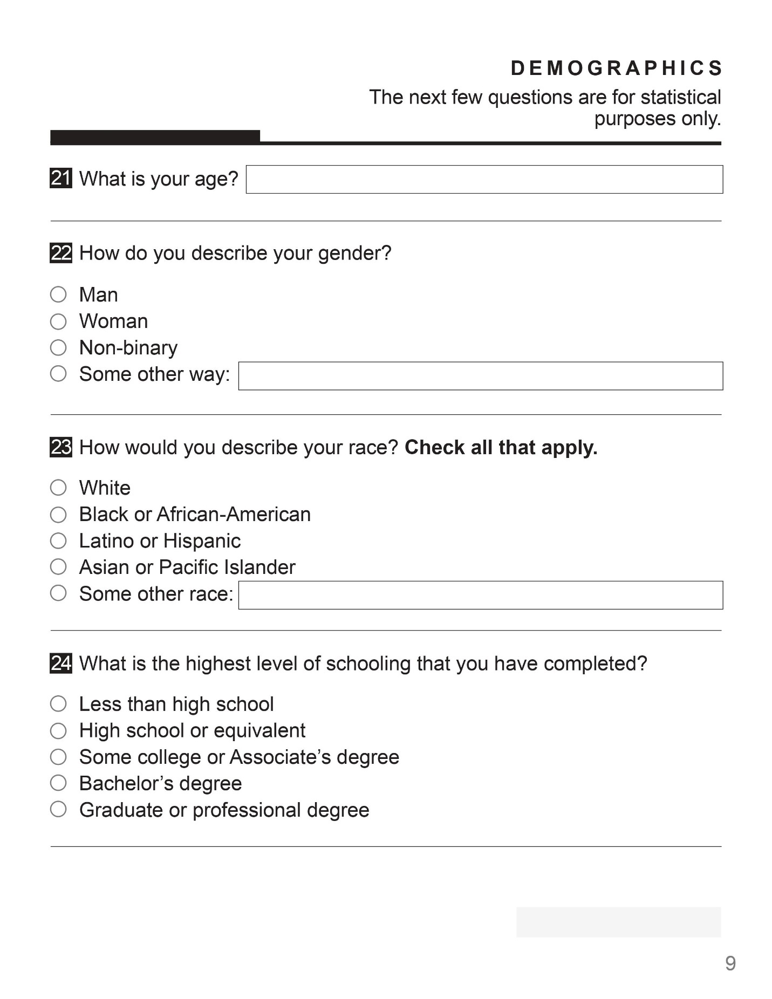 DEMOGRAPHICS
The next few questions are for statistical
purposes only.
21 What is your age?
22 How do you describe your gender?
Man
Woman
Non-binary
Some other way:
23 How would you describe your race? Check all that apply.
White
Black or African-American
Latino or Hispanic
Asian or Pacific Islander
Some other race:
24 What is the highest level of schooling that you have completed?
Less than high school
High school or equivalent
Some college or Associate’s degree
Bachelor’s degree
Graduate or professional degree
9